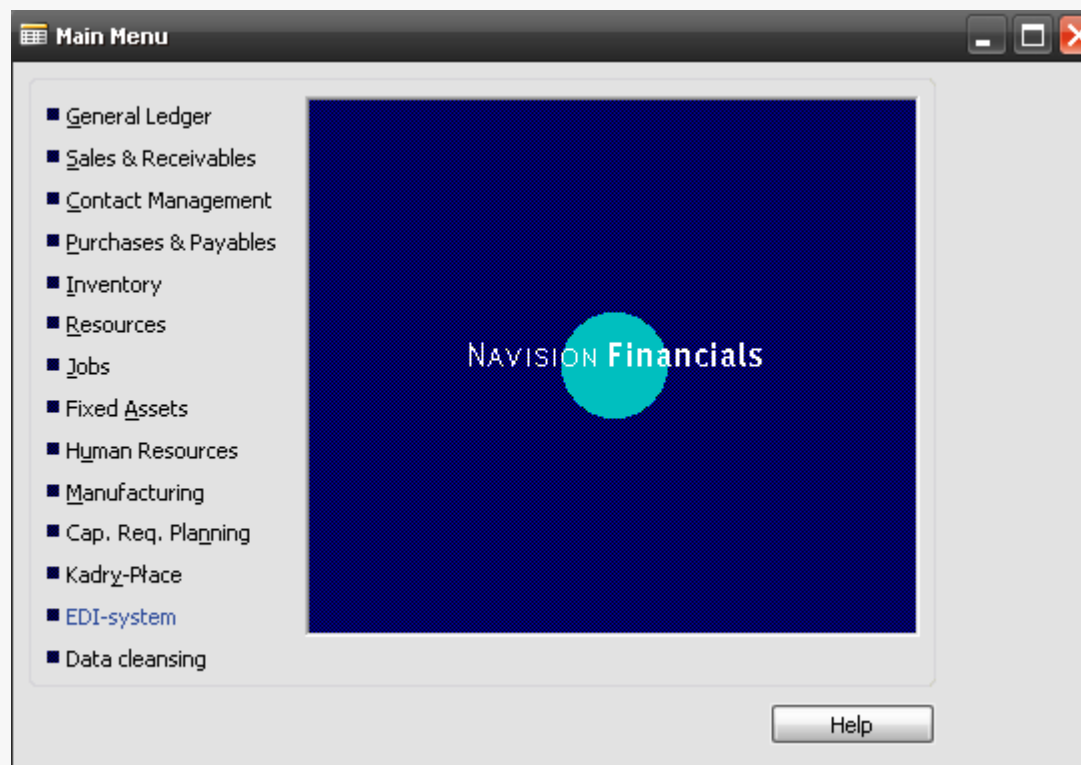 Main Menu
General Ledger
Sales & Receivables
Contact Management
Purchases & Payables
Inventory
Resources
Jobs
Fixed Assets
Human Resources
Manufacturing
Cap. Req. Planning
Kadry-Płace
EDI-system
Data cleansing
NAVISION Financials
Help